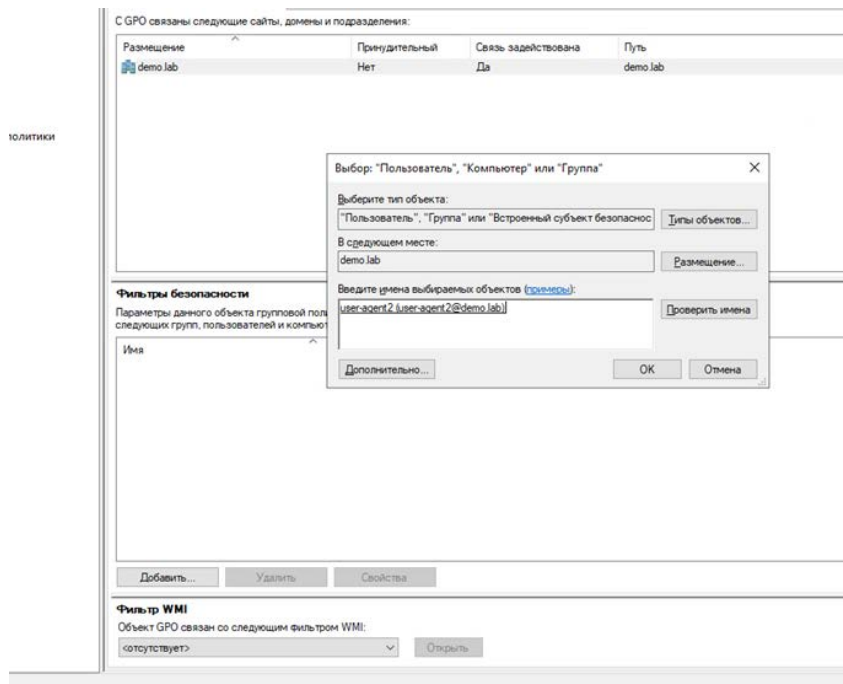 С GPO связаны следующие сайты, домены и подразделения:
Размещение Принудительный Связь задействована Путь
demo.lab Нет Да demo.lab
политики
Выбор: "Пользователь", "Компьютер" или "Группа"
Выберите тип объекта:
"Пользователь", "Группа" или "Встроенный субъект безопаснос
Типы объектов...
В следующем месте:
demo.lab
Размещение...
Введите имена выбираемых объектов (примеры):
user-agent2 (user-agent2@demo.lab)
Проверить имена
Дополнительно...
ОК
Отмена
Фильтры безопасности
Параметры данного объекта групповой пол
следующих групп, пользователей и компьют
Имя
Добавить...
Удалить
Свойства
Фильтр WMI
Объект GPO связан со следующим фильтром WMI:
<отсутствует>
Открыть